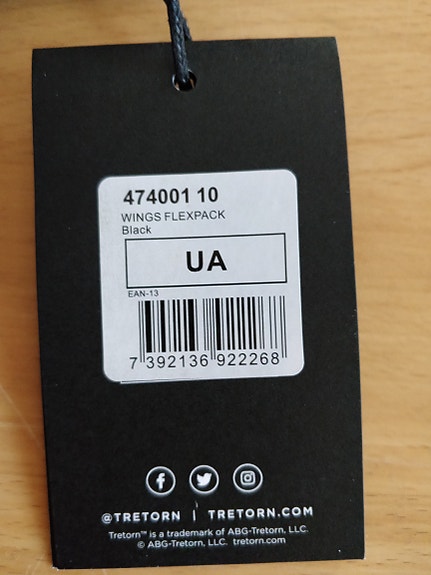 474001 10
WINGS FLEXPACK
Black
UA
EAN-13
7 392136 922268
@TRETORN | TRETORN.COM
Tretorn™ is a trademark of ABG-Tretorn, LLC.
© ABG-Tretorn, LLC. tretorn.com